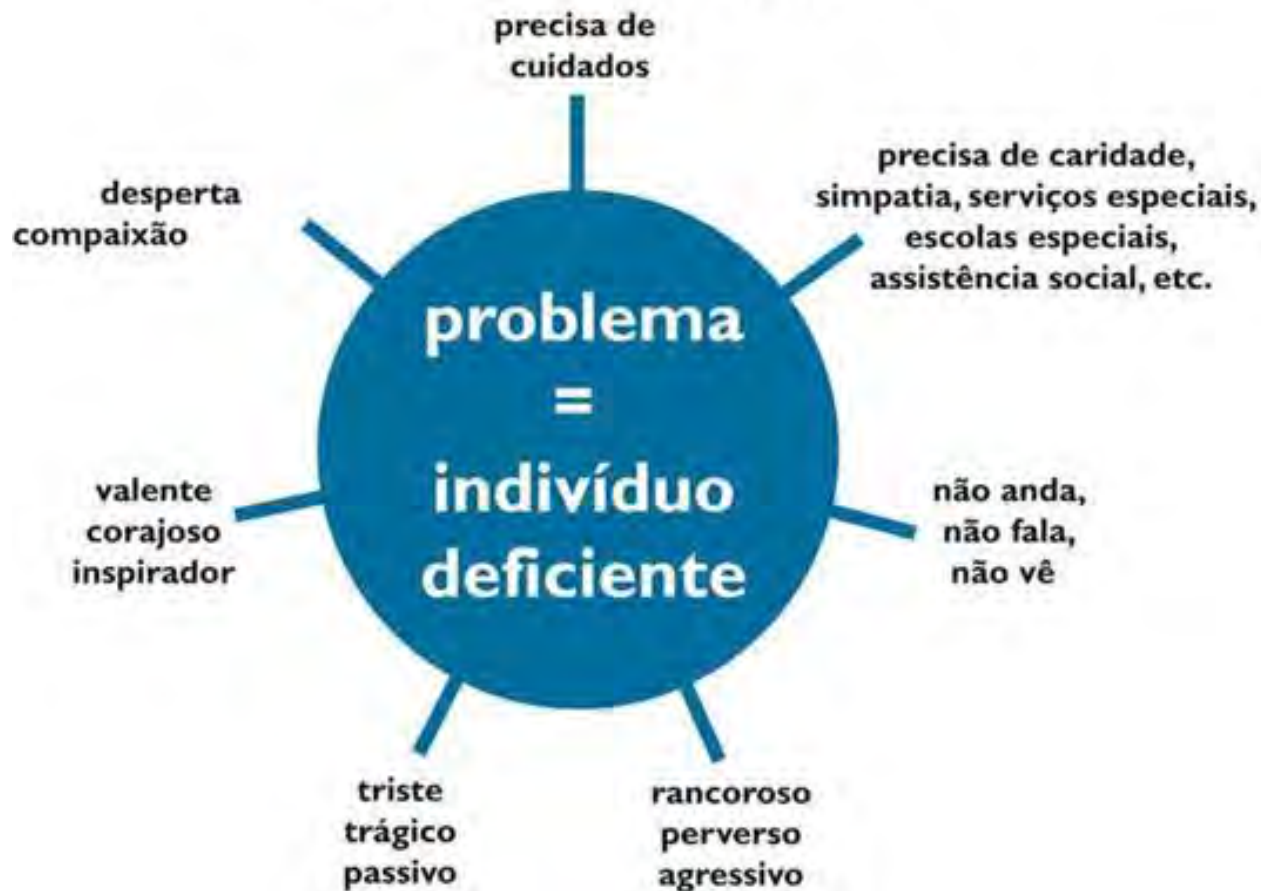 precisa de
cuidados
precisa de caridade,
simpatia, serviços especiais,
escolas especiais,
assistência social, etc.
desperta
compaixão
problema
=
indivíduo
deficiente
valente
corajoso
inspirador
não anda,
não fala,
não vê
triste
trágico
passivo
rancoroso
perverso
agressivo